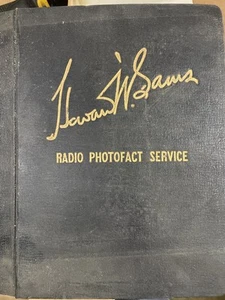 Howard W. Sams
RADIO PHOTOFACT SERVICE